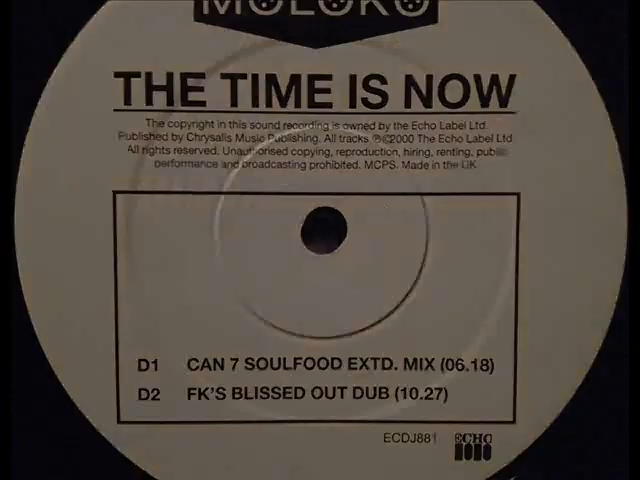 MOLOKO
THE TIME IS NOW
The copyright in this sound recording is owned by the Echo Label Ltd.
Published by Chrysalis Music Publishing. All tracks ℗©2000 The Echo Label Ltd
All rights reserved. Unauthorised copying, reproduction, hiring, renting, public
performance and broadcasting prohibited. MCPS. Made in the UK
D1 CAN 7 SOULFOOD EXTD. MIX (06.18)
D2 FK'S BLISSED OUT DUB (10.27)
ECDJ88 ECHO